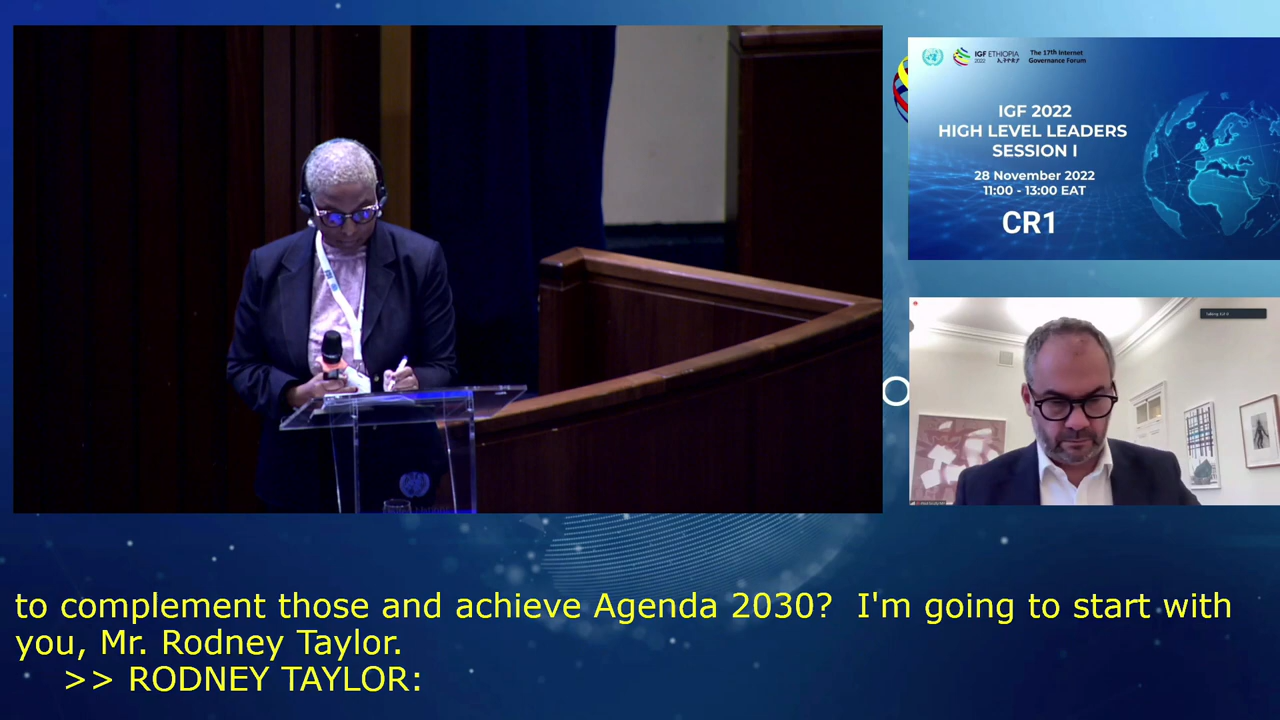 IGF ETHIOPIA
2022 ኢትዮጵያ
The 17th Internet
Governance Forum
IGF 2022
HIGH LEVEL LEADERS
SESSION I
28 November 2022
11:00 - 13:00 EAT
CR1
to complement those and achieve Agenda 2030? I'm going to start with
you, Mr. Rodney Taylor.
>> RODNEY TAYLOR: